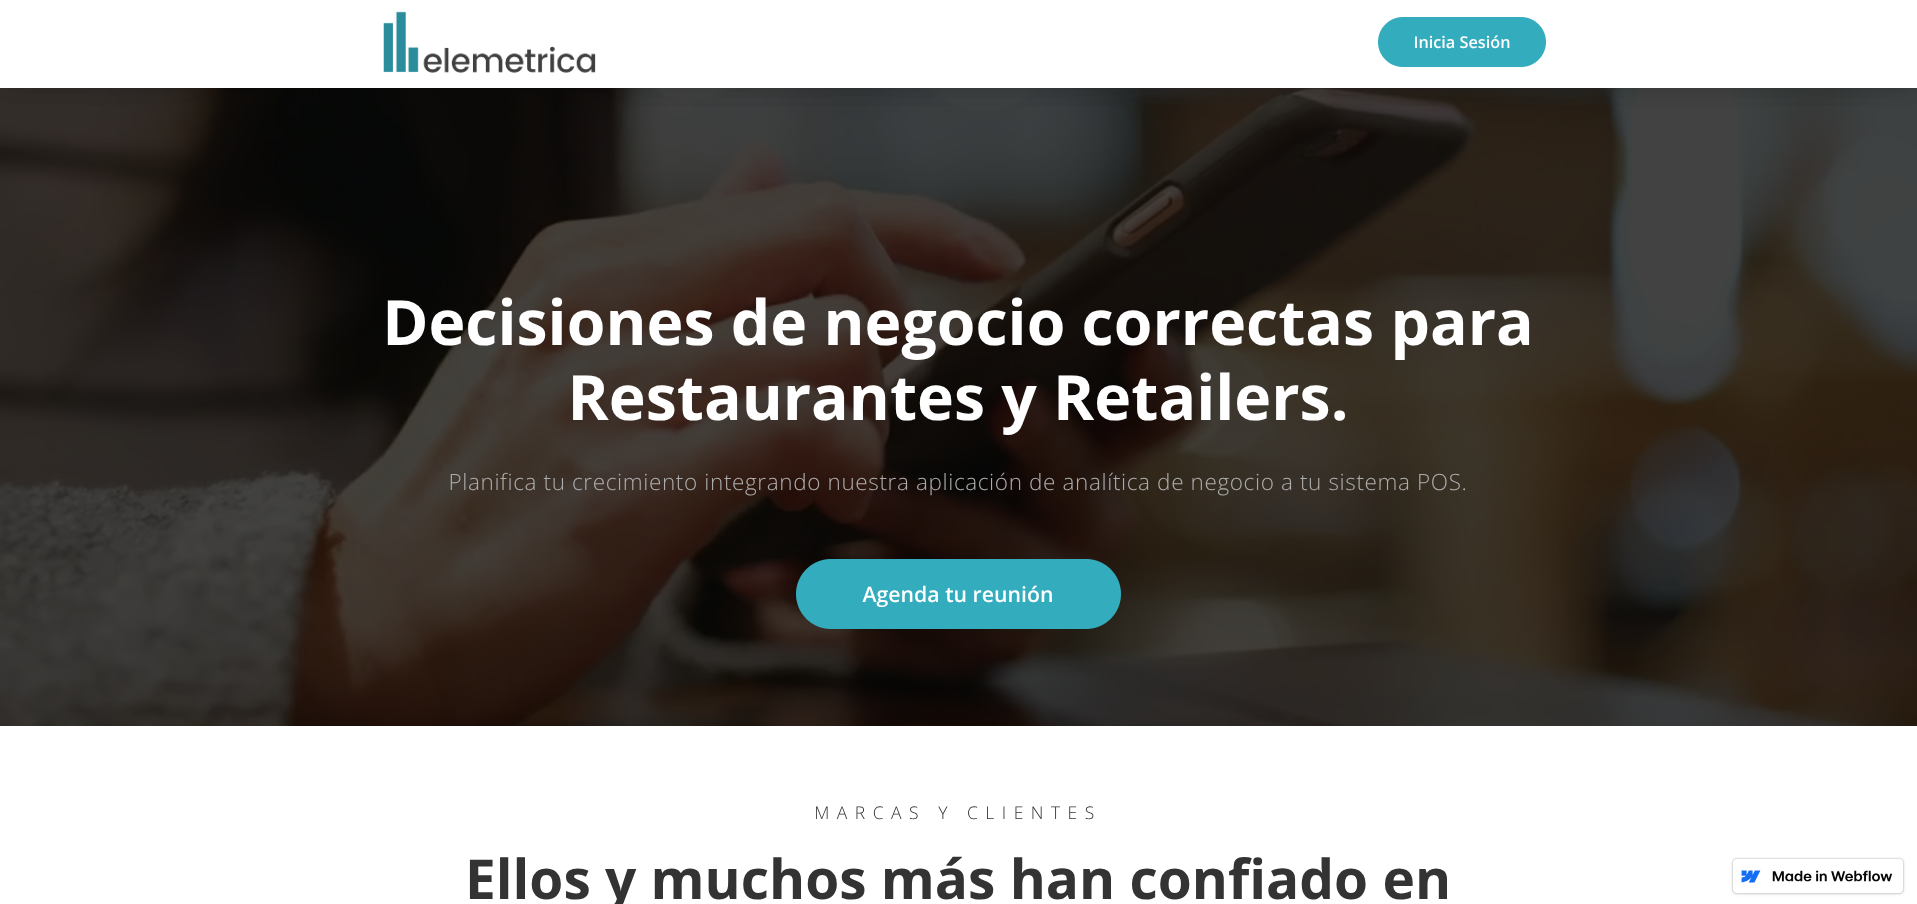 elemetrica
Inicia Sesión
Decisiones de negocio correctas para
Restaurantes y Retailers.
Planifica tu crecimiento integrando nuestra aplicación de analítica de negocio a tu sistema POS.
Agenda tu reunión
MARCAS Y CLIENTES
Ellos y muchos más han confiado en
Made in Webflow